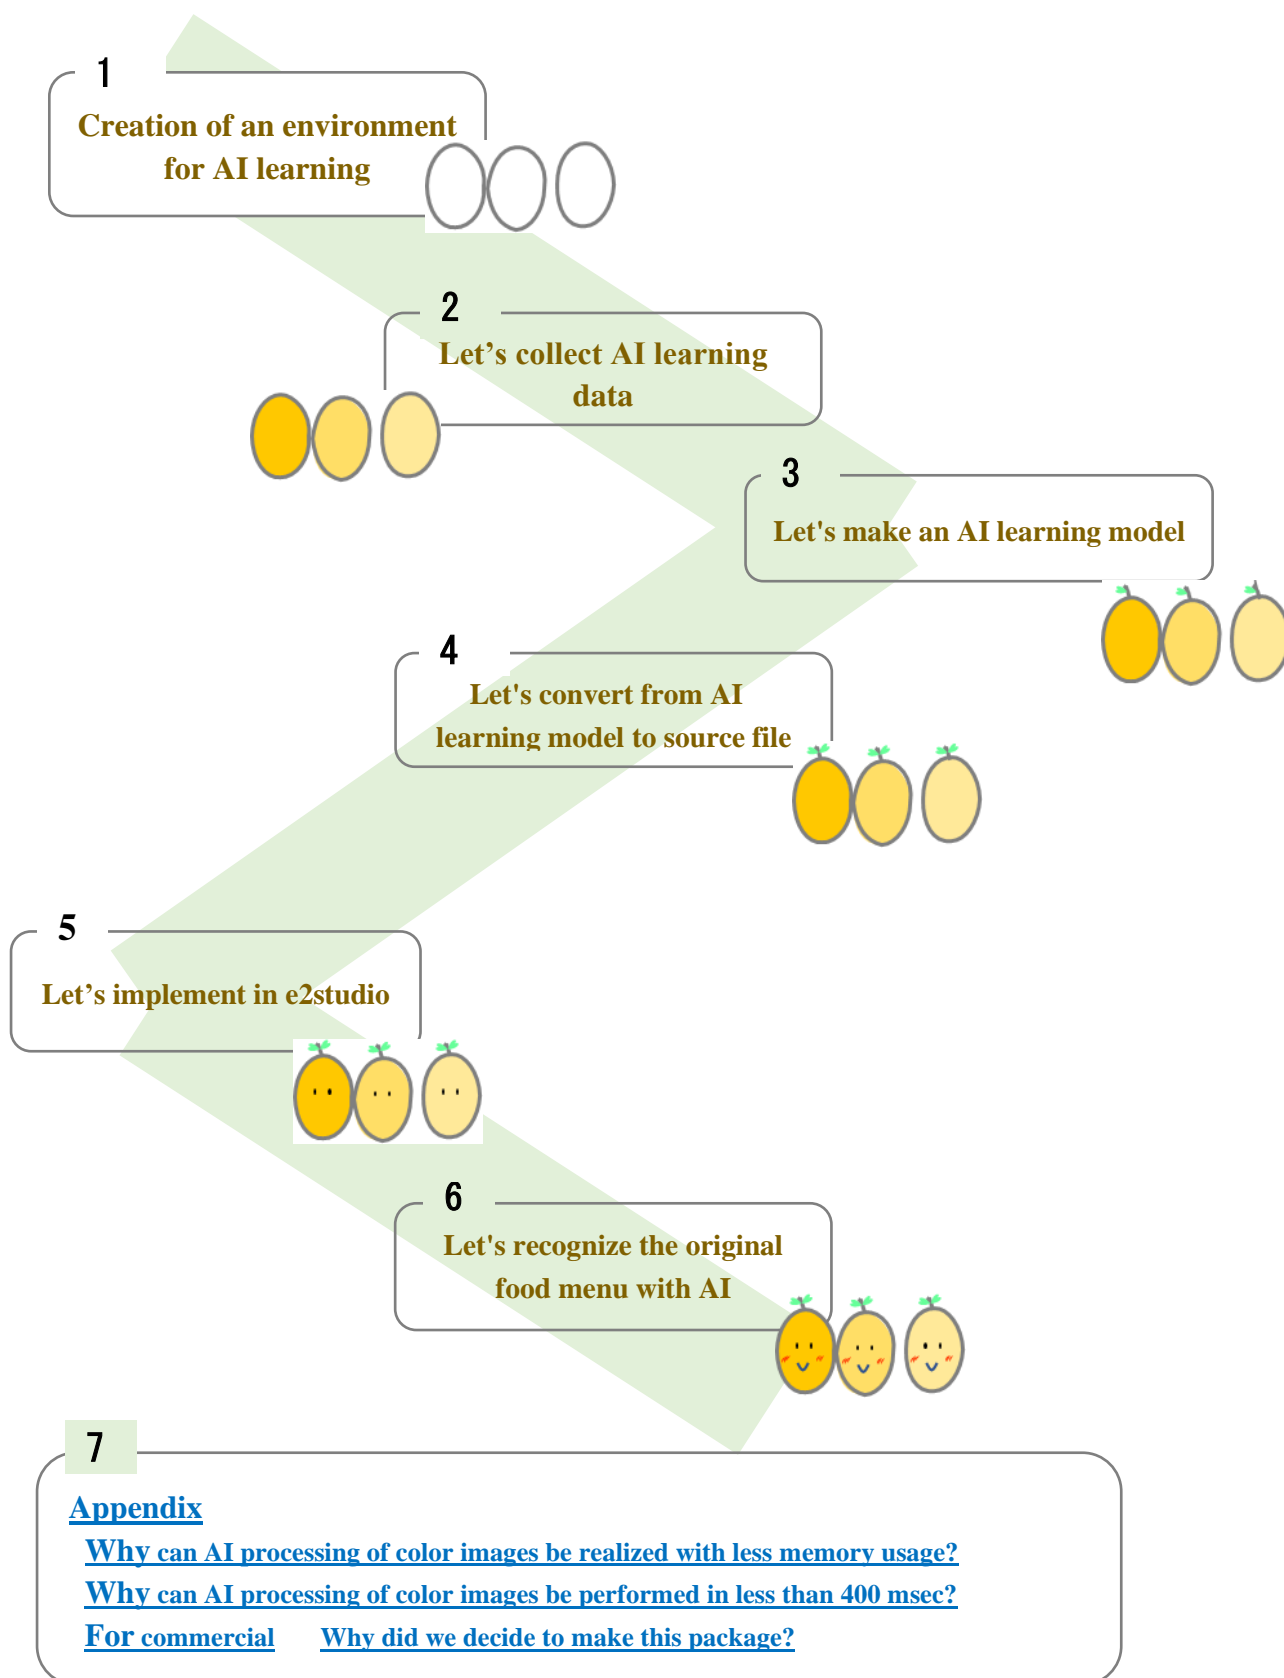 1
Creation of an environment
for AI learning
2
Let’s collect AI learning
data
3
Let's make an AI learning model
4
Let's convert from AI
learning model to source file
5
Let’s implement in e2studio
6
Let's recognize the original
food menu with AI
7
Appendix
Why can AI processing of color images be realized with less memory usage?
Why can AI processing of color images be performed in less than 400 msec?
For commercial Why did we decide to make this package?